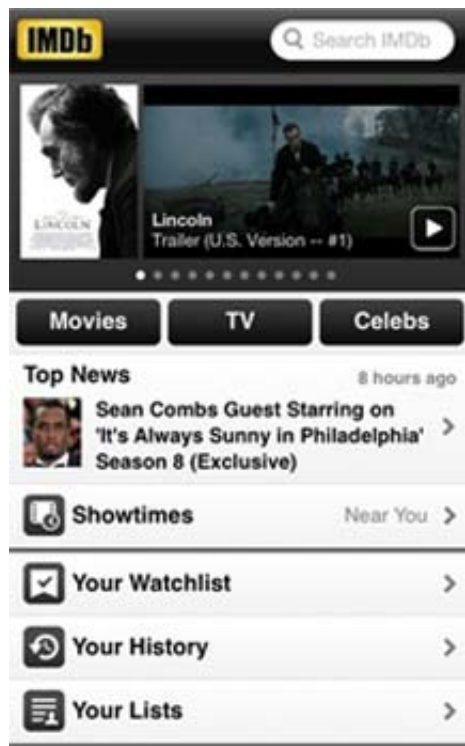 IMDb
Search IMDb
LINCOLN
Lincoln
Trailer (U.S. Version -- #1)
Movies
TV
Celebs
Top News
8 hours ago
Sean Combs Guest Starring on
'It's Always Sunny in Philadelphia'
Season 8 (Exclusive)
Showtimes
Near You
Your Watchlist
Your History
Your Lists